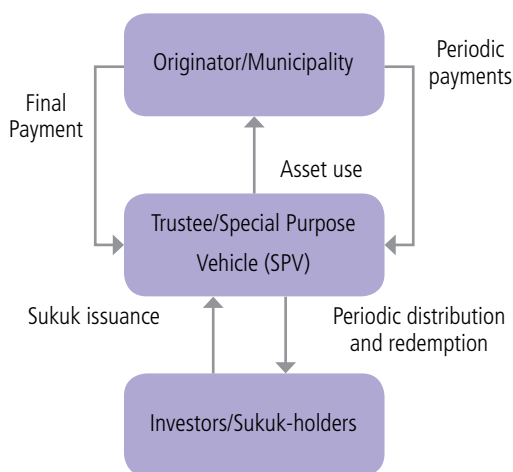 Originator/Municipality
Periodic
payments
Final
Payment
Asset use
Trustee/Special Purpose
Vehicle (SPV)
Sukuk issuance
Periodic distribution
and redemption
Investors/Sukuk-holders